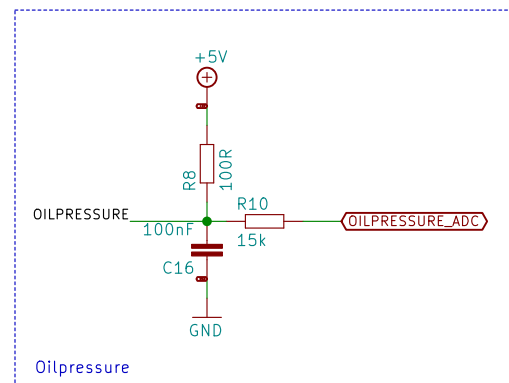 +5V
R8
100R
R10
OILPRESSURE
OILPRESSURE_ADC
100nF
15k
C16
GND
Oilpressure